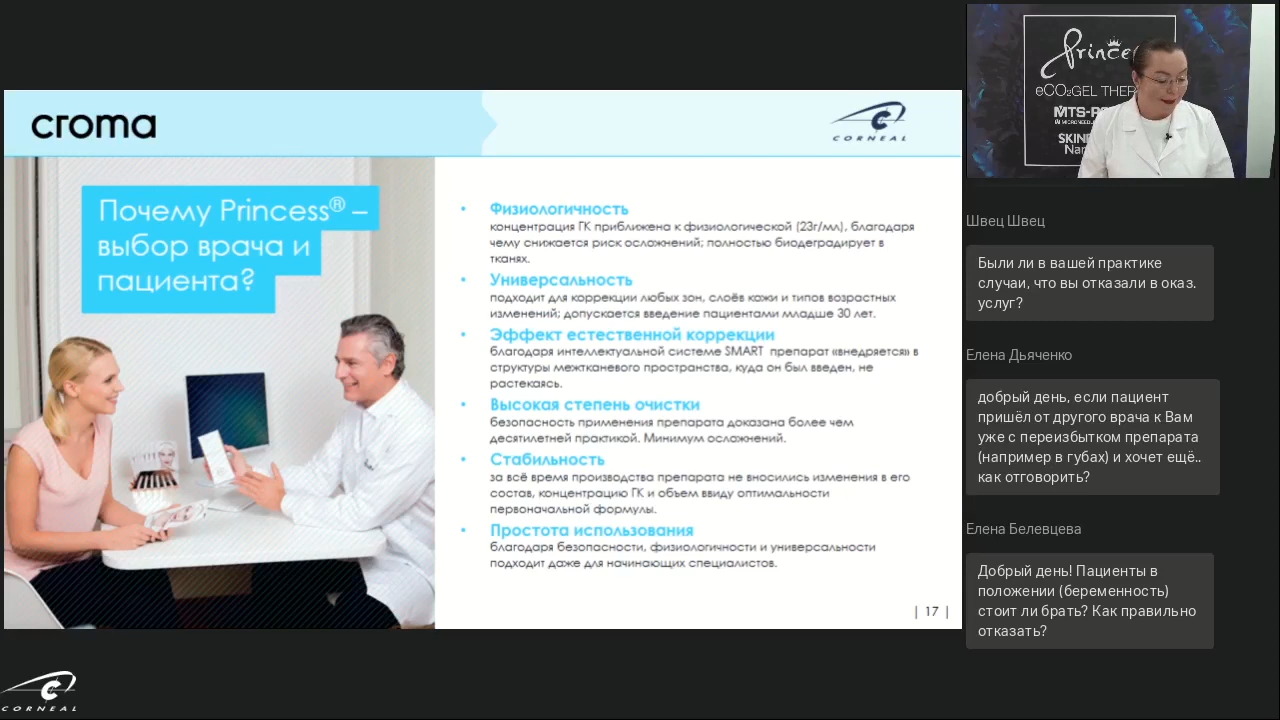 croma
CORNEAL
Почему Princess® –
выбор врача и
пациента?
• Физиологичность
концентрация ГК приближена к физиологической (23г/мл), благодаря
чему снижается риск осложнений; полностью биодеградирует в
тканях.
• Универсальность
подходит для коррекции любых зон, слоёв кожи и типов возрастных
изменений; допускается введение пациентами младше 30 лет.
• Эффект естественной коррекции
благодаря интеллектуальной системе SMART препарат «внедряется» в
структуры межтканевого пространства, куда он был введен, не
растекаясь.
• Высокая степень очистки
безопасность применения препарата доказана более чем
десятилетней практикой. Минимум осложнений.
• Стабильность
за всё время производства препарата не вносились изменения в его
состав, концентрацию ГК и объем ввиду оптимальности
первоначальной формулы.
• Простота использования
благодаря безопасности, физиологичности и универсальности
подходит даже для начинающих специалистов.
| 17 |
CORNEAL
Princе
eCO₂GEL THER
MTS-R
SKIN
Nan
Швец Швец
Были ли в вашей практике
случаи, что вы отказали в оказ.
услуг?
Елена Дьяченко
добрый день, если пациент
пришёл от другого врача к Вам
уже с переизбытком препарата
(например в губах) и хочет ещё..
как отговорить?
Елена Белевцева
Добрый день! Пациенты в
положении (беременность)
стоит ли брать? Как правильно
отказать?